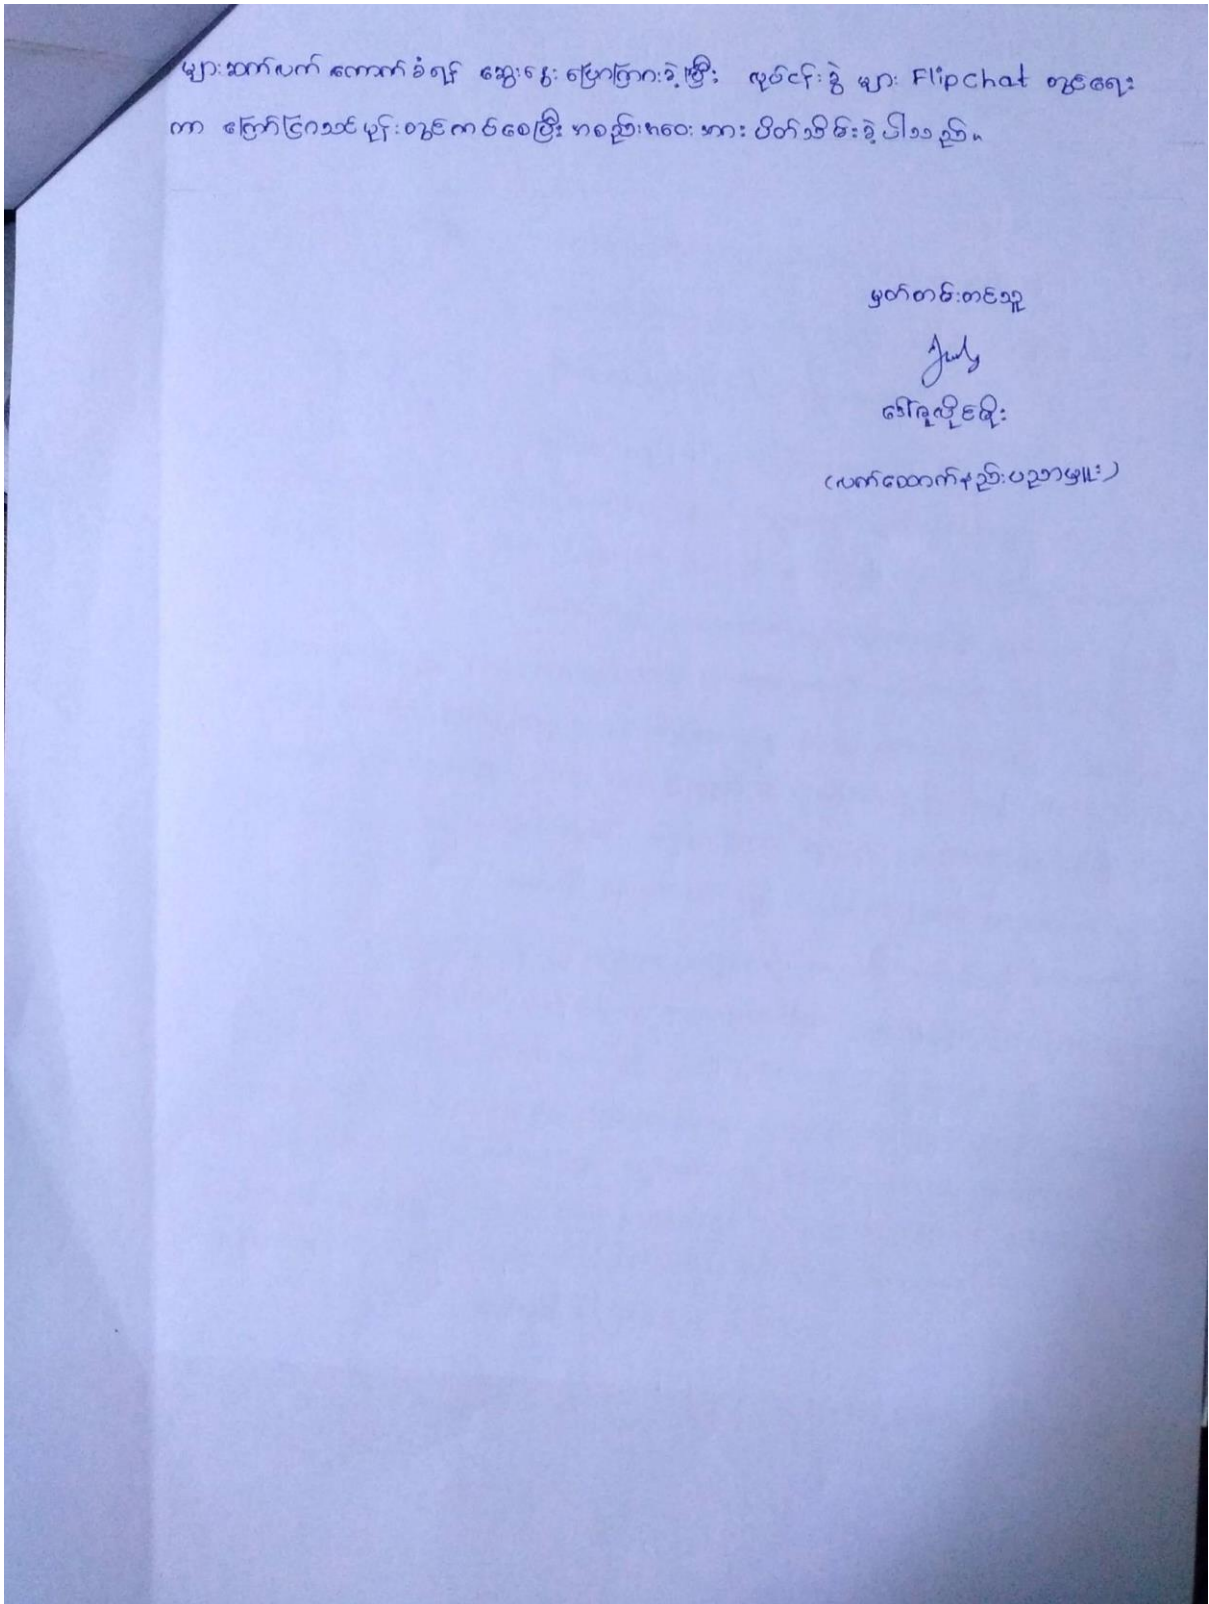 များဆက်လက် ကောက်ခံရန် ဆွေးနွေး ပြောကြားခဲ့ပြီး လုပ်ငန်းခွဲ များ Flipchat တွင်ရေး
ကာ ကြော်ငြာသင်ပုန်းတွင်ကပ်စေပြီး အစည်းအဝေး အား ပိတ်သိမ်းခဲ့ပါသည်။
မှတ်တမ်းတင်သူ
July
ဒေါ်ဇူလိုင်ဖိုး
(လက်ထောက်နည်းပညာမှူး)